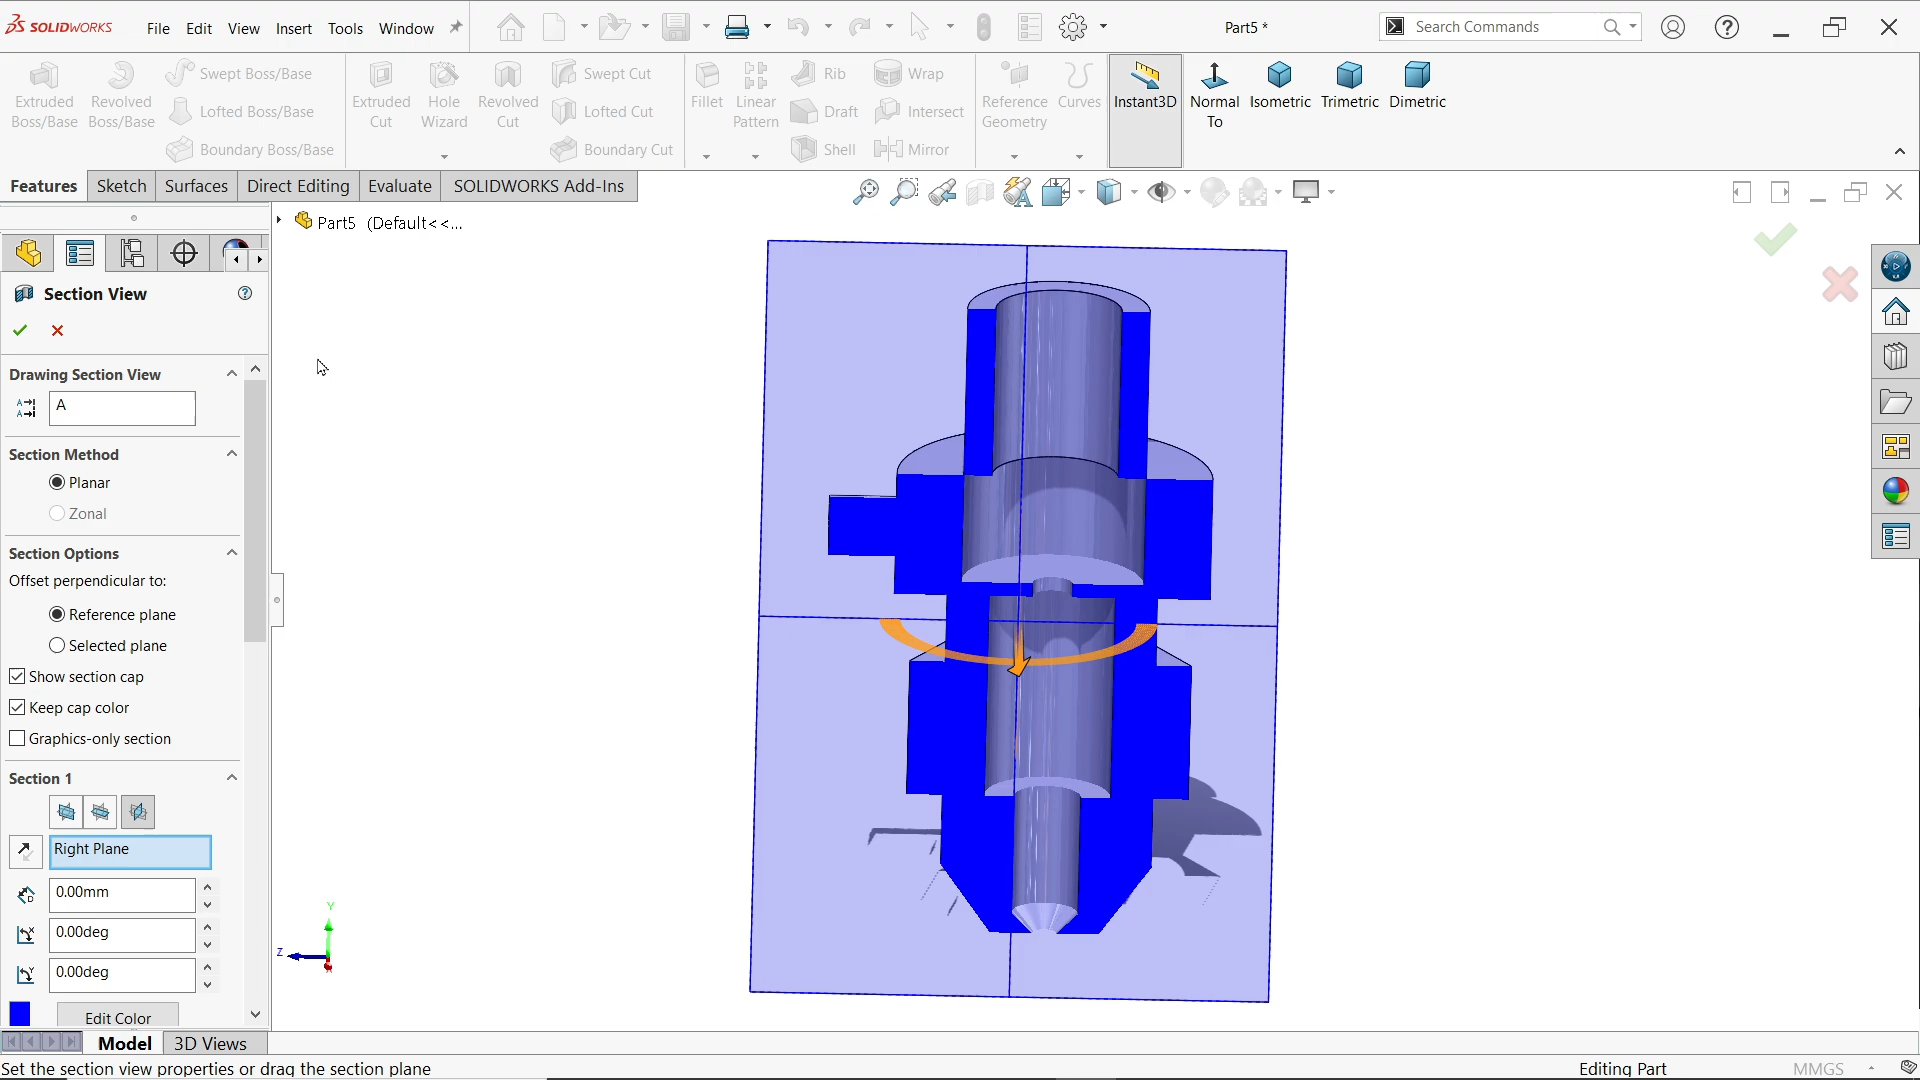 SOLIDWORKS
File Edit View Insert Tools Window
Part5 *
Search Commands
Extruded Boss/Base
Revolved Boss/Base
Swept Boss/Base
Lofted Boss/Base
Boundary Boss/Base
Extruded Cut
Hole Wizard
Revolved Cut
Swept Cut
Lofted Cut
Boundary Cut
Fillet
Linear Pattern
Rib
Draft
Shell
Wrap
Intersect
Mirror
Reference Geometry
Curves
Instant3D
Normal To
Isometric
Trimetric
Dimetric
Features Sketch Surfaces Direct Editing Evaluate SOLIDWORKS Add-Ins
Part5 (Default<<...
Section View
Drawing Section View
A
Section Method
Planar
Zonal
Section Options
Offset perpendicular to:
Reference plane
Selected plane
Show section cap
Keep cap color
Graphics-only section
Section 1
Right Plane
0.00mm
0.00deg
0.00deg
Edit Color
Y
Z
Model 3D Views
Set the section view properties or drag the section plane
Editing Part
MMGS